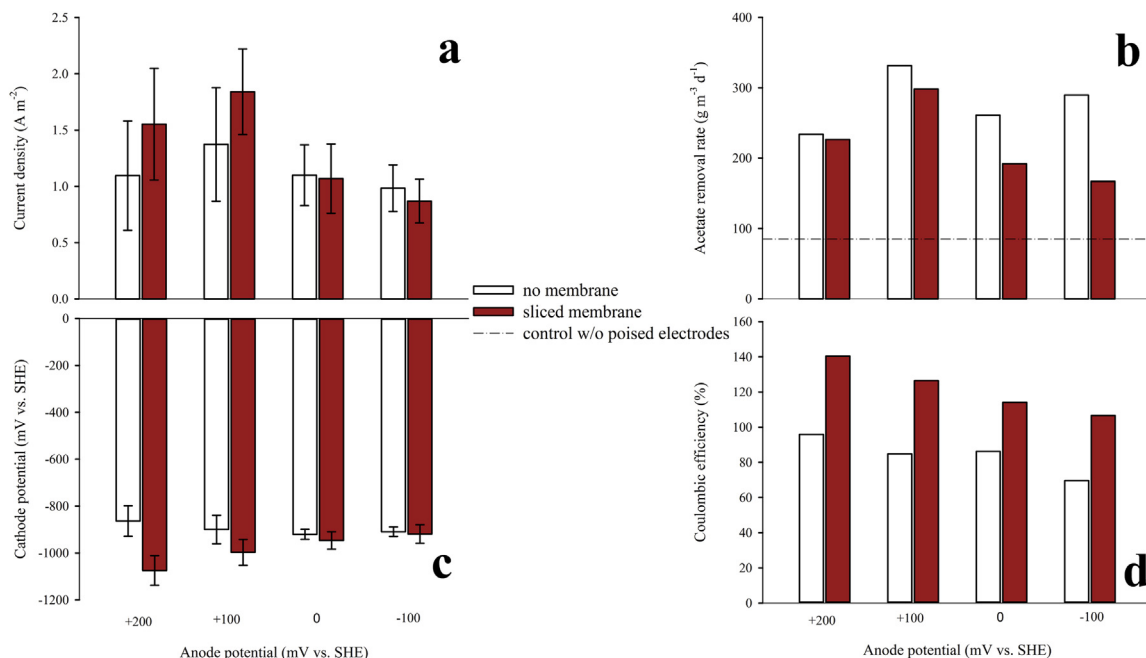 a
Current density (A m-2)
2.5
2.0
1.5
1.0
0.5
0.0
b
Acetate removal rate (g m-3 d-1)
400
300
200
100
0
no membrane
sliced membrane
control w/o poised electrodes
c
Cathode potential (mV vs. SHE)
0
-200
-400
-600
-800
-1000
-1200
+200
+100
0
-100
Anode potential (mV vs. SHE)
d
Coulombic efficiency (%)
160
140
120
100
80
60
40
20
0
+200
+100
0
-100
Anode potential (mV vs. SHE)